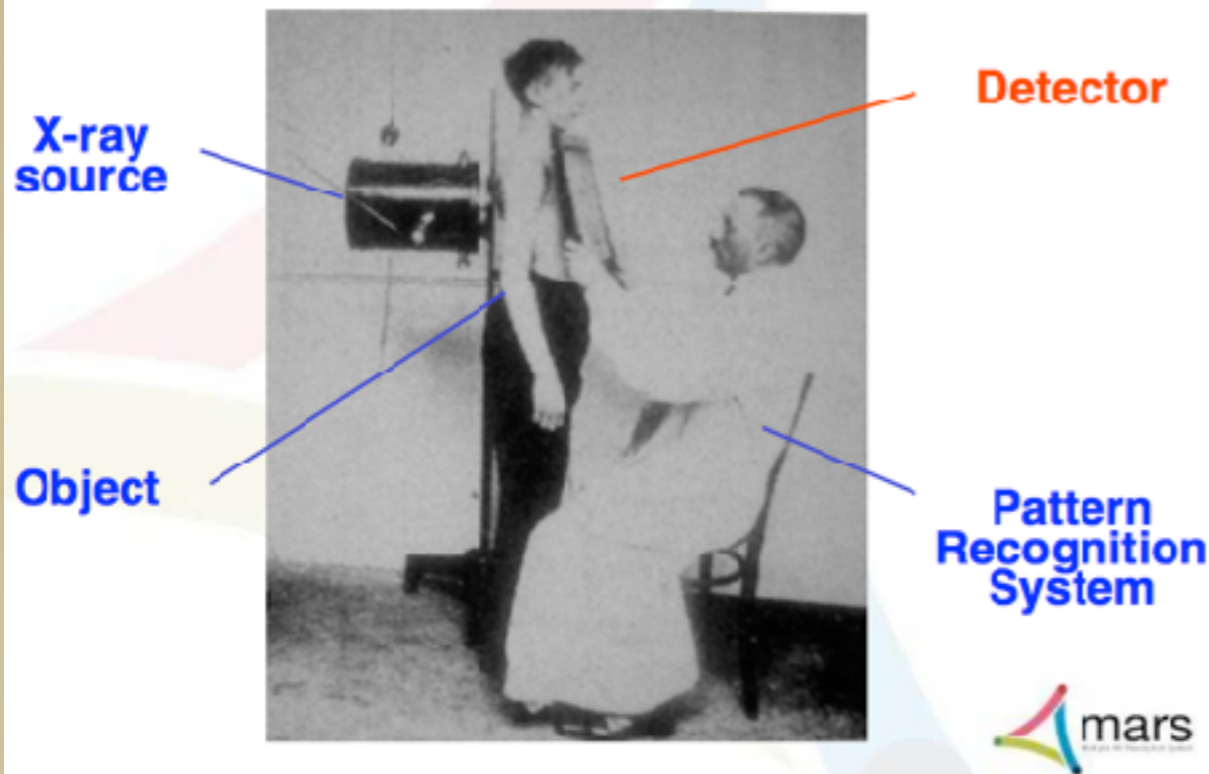 Detector
X-ray
source
Object
Pattern
Recognition
System
mars